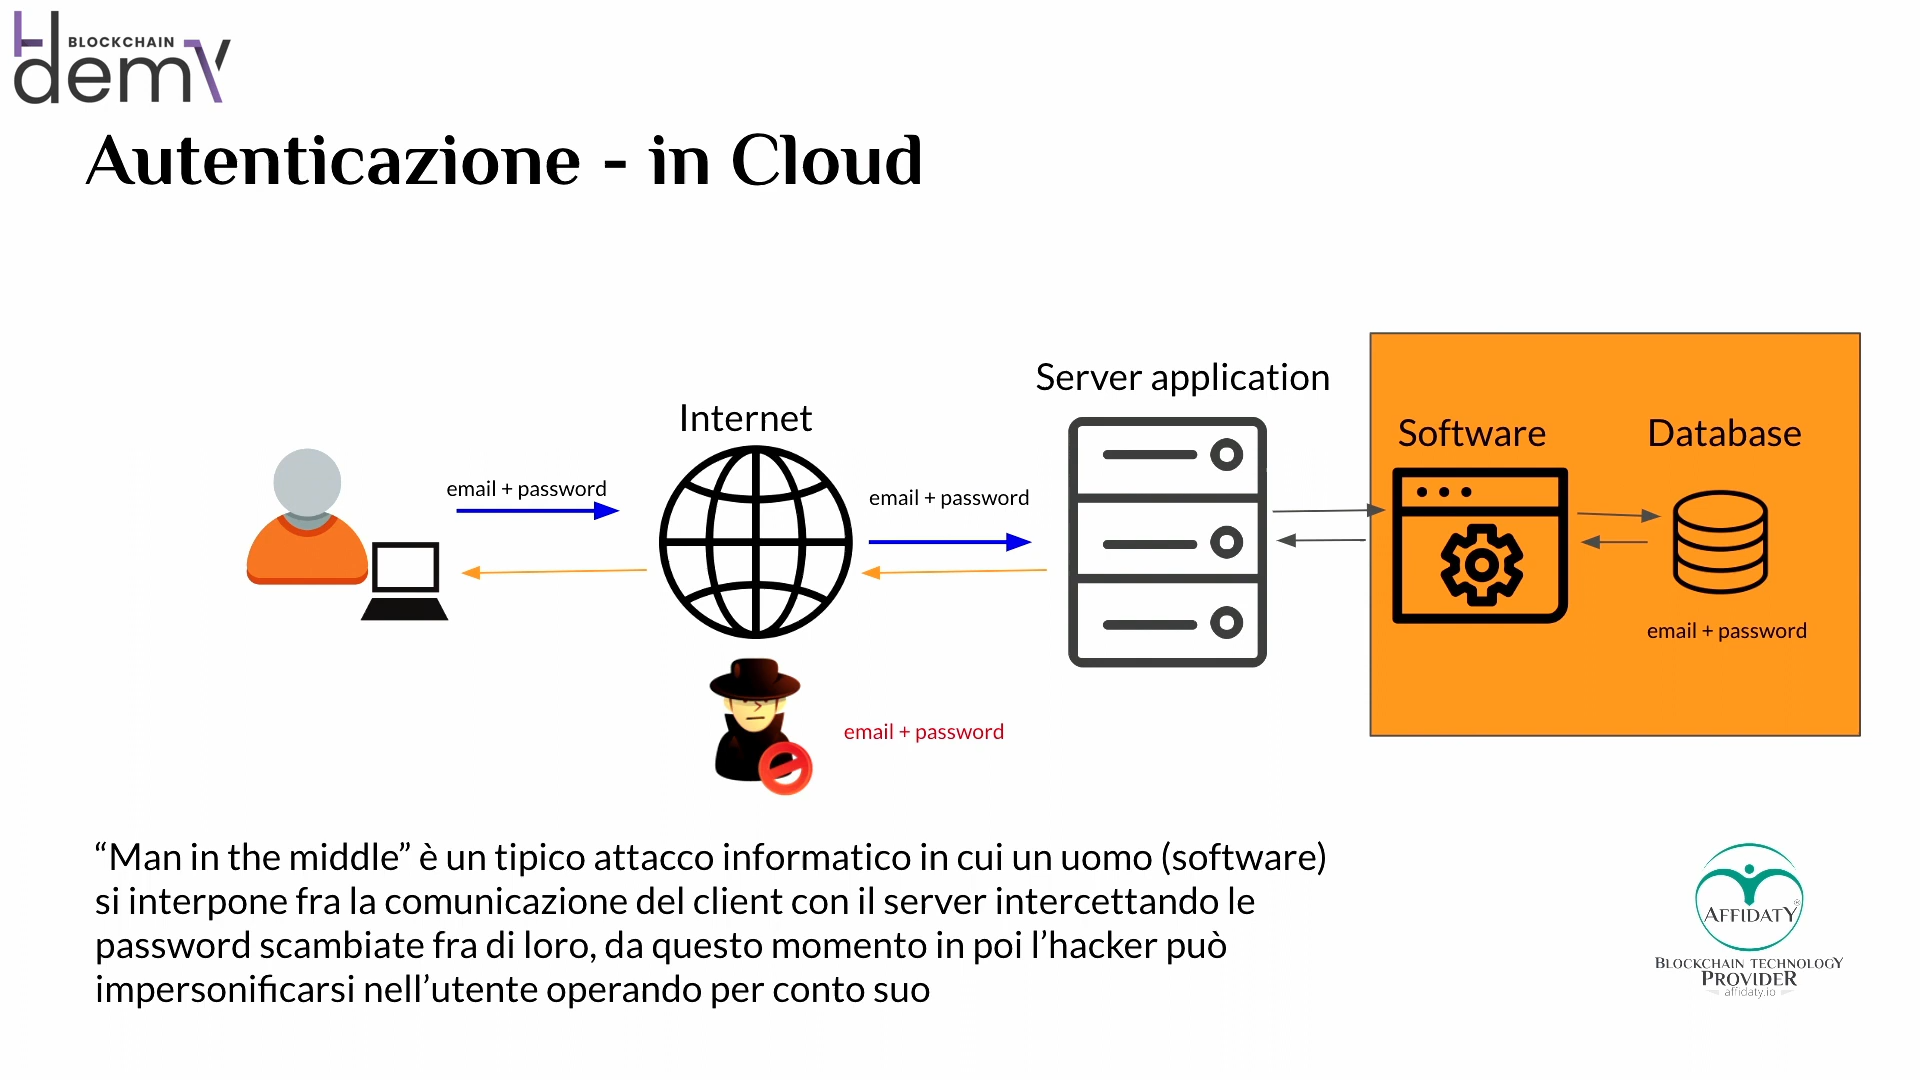 BLOCKCHAIN
demy
Autenticazione - in Cloud
Server application
Internet
Software
Database
email + password
email + password
email + password
email + password
“Man in the middle” è un tipico attacco informatico in cui un uomo (software)
si interpone fra la comunicazione del client con il server intercettando le
password scambiate fra di loro, da questo momento in poi l’hacker può
impersonificarsi nell’utente operando per conto suo
AFFIDATY®
BLOCKCHAIN TECHNOLOGY
PROVIDER
affidaty.io